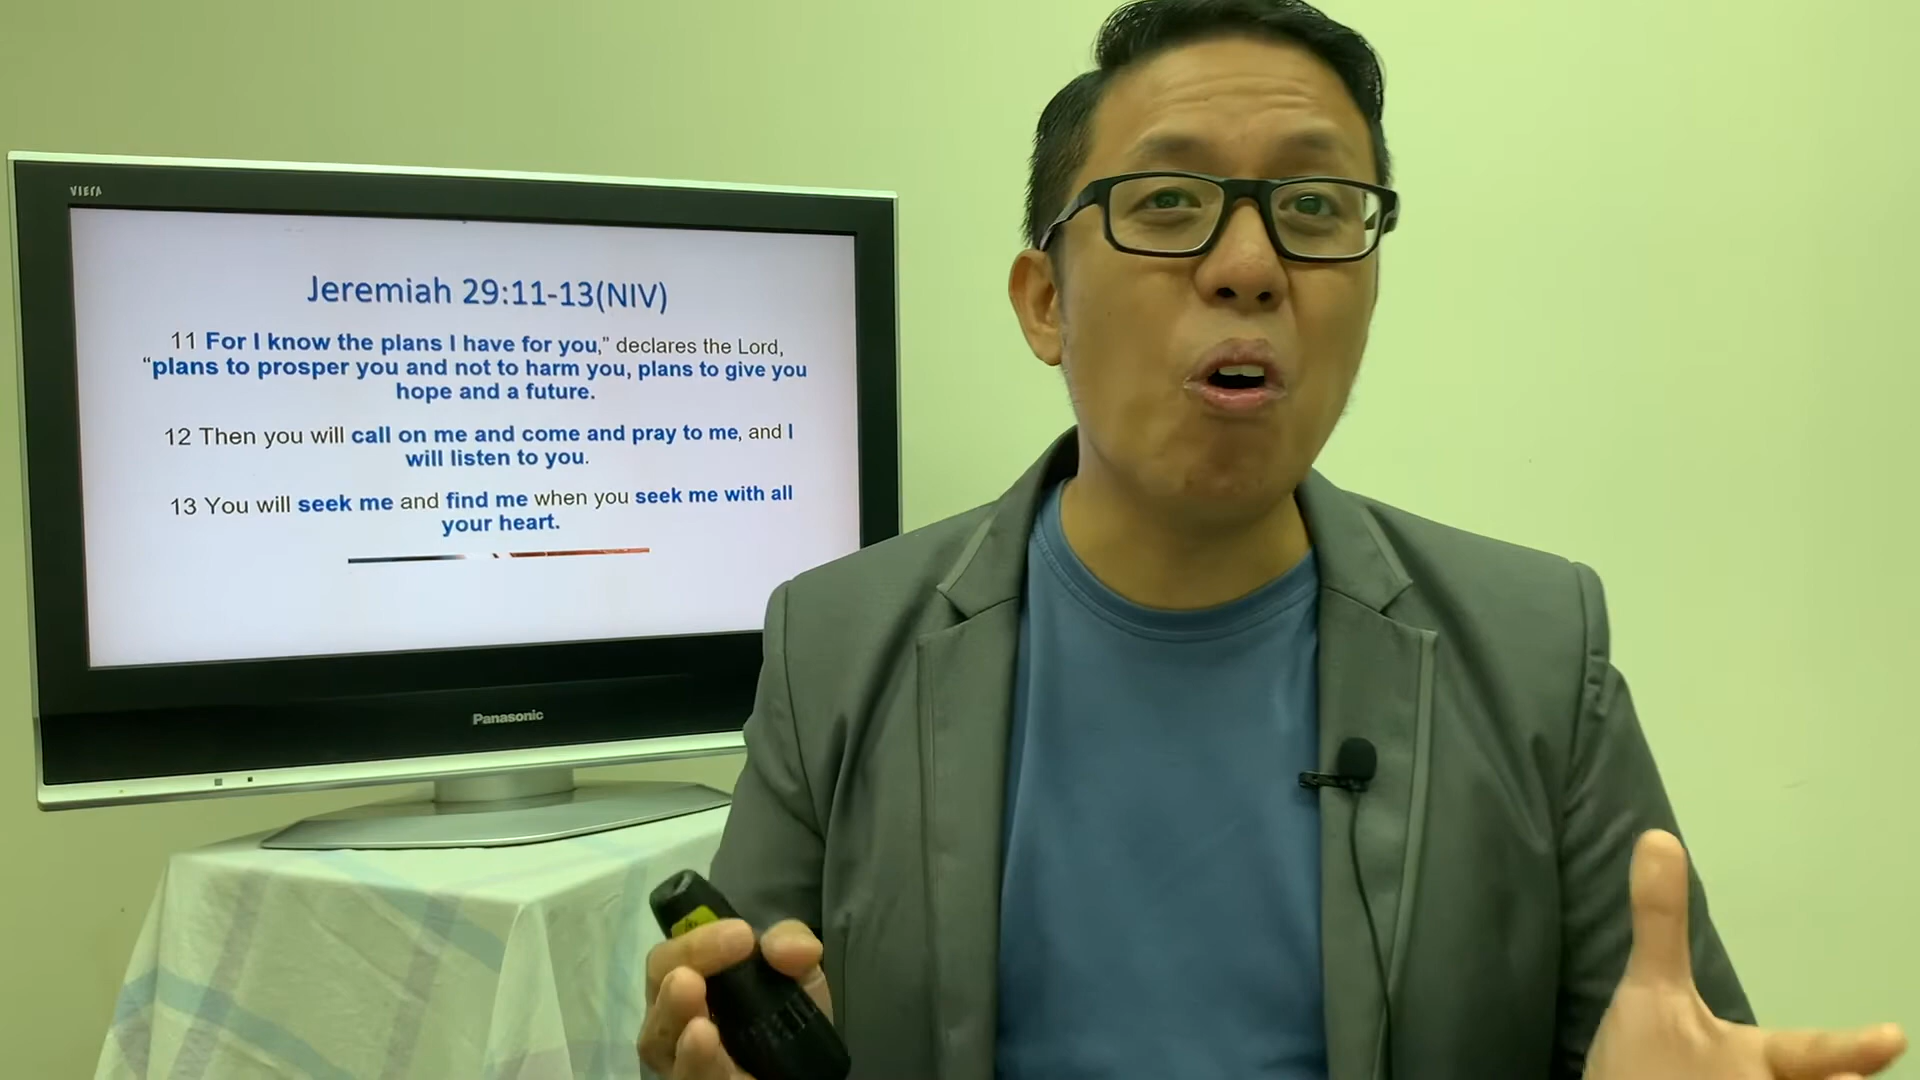 VIERA
Jeremiah 29:11-13(NIV)
11 For I know the plans I have for you,” declares the Lord,
“plans to prosper you and not to harm you, plans to give you
hope and a future.
12 Then you will call on me and come and pray to me, and I
will listen to you.
13 You will seek me and find me when you seek me with all
your heart.
Panasonic